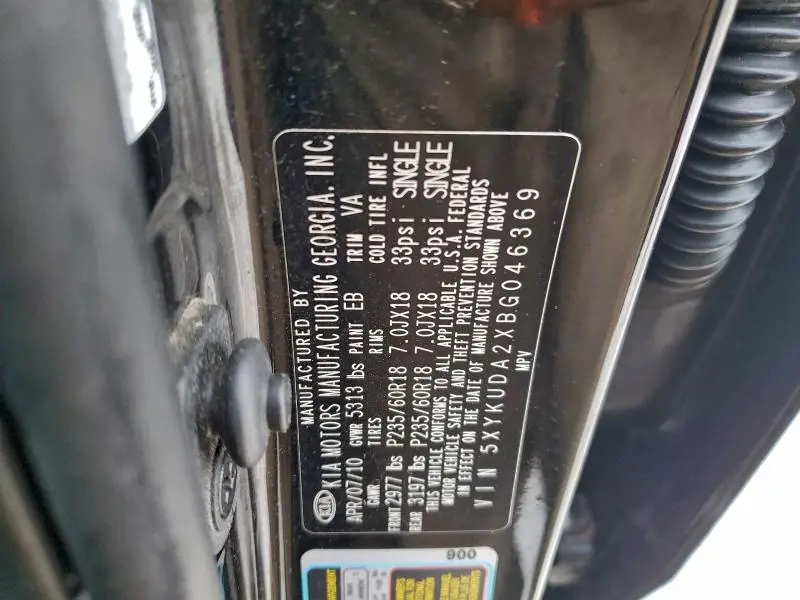 MANUFACTURED BY
KIA KIA MOTORS MANUFACTURING GEORGIA, INC.
APR/07/10 GVWR 5313 lbs PAINT EB TRIM VA
GAWR TIRES RIMS COLD TIRE INFL
FRONT 2977 lbs P235/60R18 7.0JX18 33psi SINGLE
REAR 3197 lbs P235/60R18 7.0JX18 33psi SINGLE
THIS VEHICLE CONFORMS TO ALL APPLICABLE U.S.A. FEDERAL
MOTOR VEHICLE SAFETY AND THEFT PREVENTION STANDARDS
IN EFFECT ON THE DATE OF MANUFACTURE SHOWN ABOVE
VIN 5XYKUDA2XBG046369
MPV
900